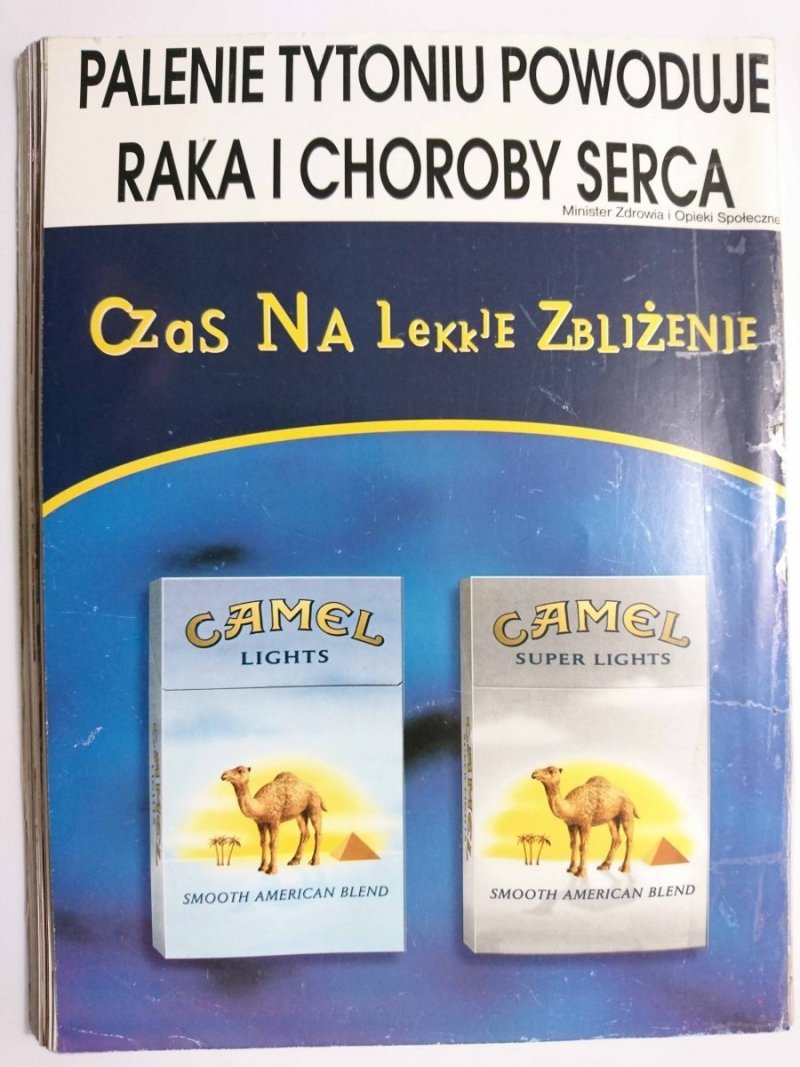 PALENIE TYTONIU POWODUJE
RAKA I CHOROBY SERCA
Minister Zdrowia i Opieki Społeczne
CZAS NA LEKKIE ZBLIŻENIE
CAMEL
LIGHTS
SMOOTH AMERICAN BLEND
CAMEL
SUPER LIGHTS
SMOOTH AMERICAN BLEND